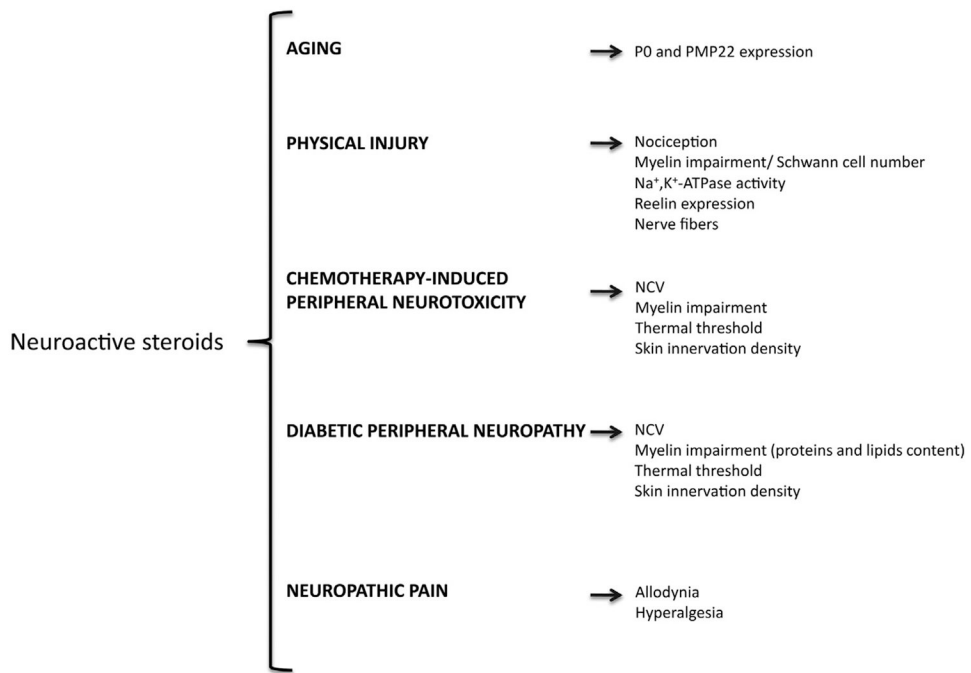 Neuroactive steroids
AGING
P0 and PMP22 expression
PHYSICAL INJURY
Nociception
Myelin impairment/ Schwann cell number
Na⁺,K⁺-ATPase activity
Reelin expression
Nerve fibers
CHEMOTHERAPY-INDUCED
PERIPHERAL NEUROTOXICITY
NCV
Myelin impairment
Thermal threshold
Skin innervation density
DIABETIC PERIPHERAL NEUROPATHY
NCV
Myelin impairment (proteins and lipids content)
Thermal threshold
Skin innervation density
NEUROPATHIC PAIN
Allodynia
Hyperalgesia